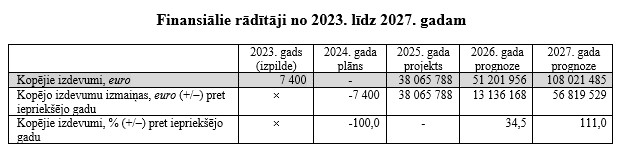 Finansiālie rādītāji no 2023. līdz 2027. gadam
2023. gads 2024. gada 2025. gada 2026. gada 2027. gada
(izpilde) plāns projekts prognoze prognoze
Kopējie izdevumi, euro 7 400 - 38 065 788 51 201 956 108 021 485
Kopējo izdevumu izmaiņas, euro (+/–) pret × -7 400 38 065 788 13 136 168 56 819 529
iepriekšējo gadu
Kopējie izdevumi, % (+/–) pret iepriekšējo × -100,0 - 34,5 111,0
gadu